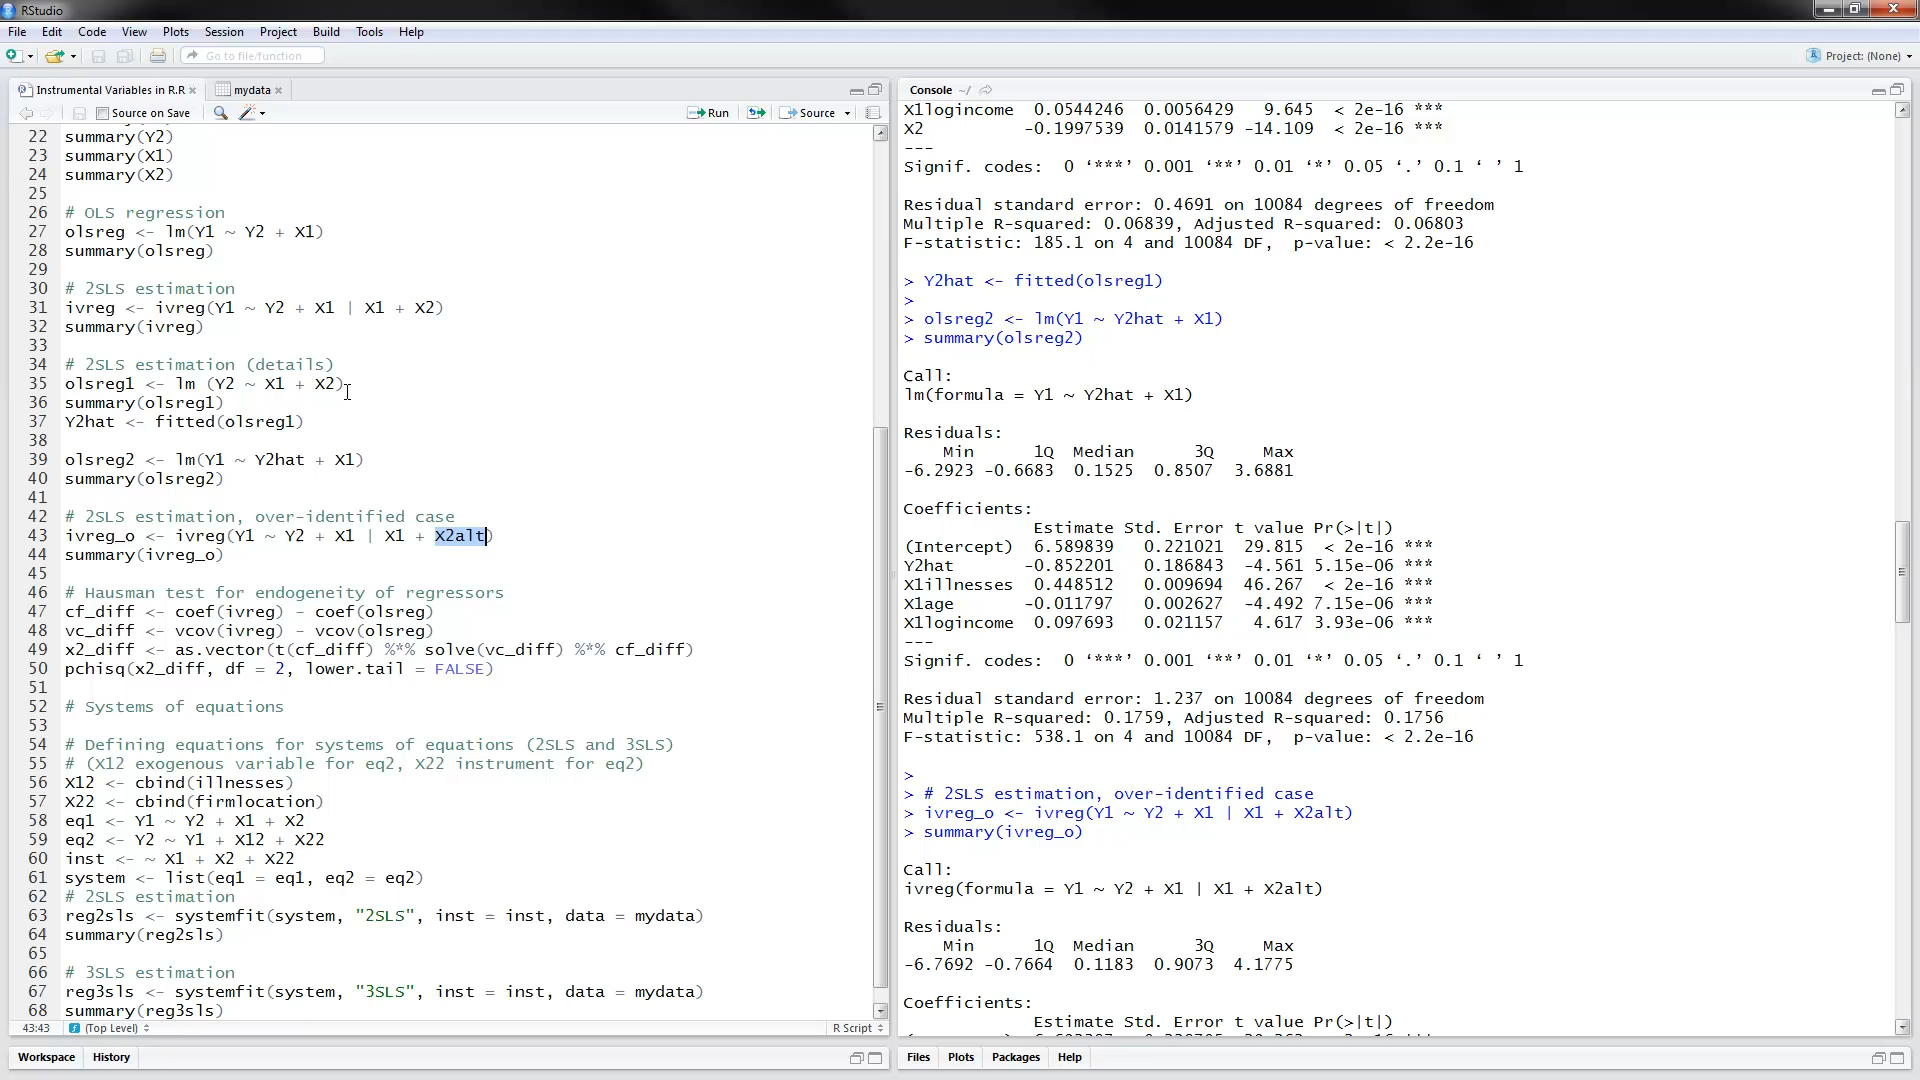 RStudio
File Edit Code View Plots Session Project Build Tools Help
Go to file/function
Project: (None)
Instrumental Variables in R.R
mydata
Source on Save
Run
Source
22 summary(Y2)
23 summary(X1)
24 summary(X2)
25
26 # OLS regression
27 olsreg <- lm(Y1 ~ Y2 + X1)
28 summary(olsreg)
29
30 # 2SLS estimation
31 ivreg <- ivreg(Y1 ~ Y2 + X1 | X1 + X2)
32 summary(ivreg)
33
34 # 2SLS estimation (details)
35 olsreg1 <- lm (Y2 ~ X1 + X2)
36 summary(olsreg1)
37 Y2hat <- fitted(olsreg1)
38
39 olsreg2 <- lm(Y1 ~ Y2hat + X1)
40 summary(olsreg2)
41
42 # 2SLS estimation, over-identified case
43 ivreg_o <- ivreg(Y1 ~ Y2 + X1 | X1 + X2alt)
44 summary(ivreg_o)
45
46 # Hausman test for endogeneity of regressors
47 cf_diff <- coef(ivreg) - coef(olsreg)
48 vc_diff <- vcov(ivreg) - vcov(olsreg)
49 x2_diff <- as.vector(t(cf_diff) %*% solve(vc_diff) %*% cf_diff)
50 pchisq(x2_diff, df = 2, lower.tail = FALSE)
51
52 # Systems of equations
53
54 # Defining equations for systems of equations (2SLS and 3SLS)
55 # (X12 exogenous variable for eq2, X22 instrument for eq2)
56 X12 <- cbind(illnesses)
57 X22 <- cbind(firmlocation)
58 eq1 <- Y1 ~ Y2 + X1 + X2
59 eq2 <- Y2 ~ Y1 + X12 + X22
60 inst <- ~ X1 + X2 + X22
61 system <- list(eq1 = eq1, eq2 = eq2)
62 # 2SLS estimation
63 reg2sls <- systemfit(system, "2SLS", inst = inst, data = mydata)
64 summary(reg2sls)
65
66 # 3SLS estimation
67 reg3sls <- systemfit(system, "3SLS", inst = inst, data = mydata)
68 summary(reg3sls)
43:43 (Top Level) R Script
Workspace History
Console ~/
X1logincome 0.0544246 0.0056429 9.645 < 2e-16 ***
X2 -0.1997539 0.0141579 -14.109 < 2e-16 ***
---
Signif. codes: 0 ‘***’ 0.001 ‘**’ 0.01 ‘*’ 0.05 ‘.’ 0.1 ‘ ’ 1
Residual standard error: 0.4691 on 10084 degrees of freedom
Multiple R-squared: 0.06839, Adjusted R-squared: 0.06803
F-statistic: 185.1 on 4 and 10084 DF, p-value: < 2.2e-16
> Y2hat <- fitted(olsreg1)
>
> olsreg2 <- lm(Y1 ~ Y2hat + X1)
> summary(olsreg2)
Call:
lm(formula = Y1 ~ Y2hat + X1)
Residuals:
Min 1Q Median 3Q Max
-6.2923 -0.6683 0.1525 0.8507 3.6881
Coefficients:
Estimate Std. Error t value Pr(>|t|)
(Intercept) 6.589839 0.221021 29.815 < 2e-16 ***
Y2hat -0.852201 0.186843 -4.561 5.15e-06 ***
X1illnesses 0.448512 0.009694 46.267 < 2e-16 ***
X1age -0.011797 0.002627 -4.492 7.15e-06 ***
X1logincome 0.097693 0.021157 4.617 3.93e-06 ***
---
Signif. codes: 0 ‘***’ 0.001 ‘**’ 0.01 ‘*’ 0.05 ‘.’ 0.1 ‘ ’ 1
Residual standard error: 1.237 on 10084 degrees of freedom
Multiple R-squared: 0.1759, Adjusted R-squared: 0.1756
F-statistic: 538.1 on 4 and 10084 DF, p-value: < 2.2e-16
>
> # 2SLS estimation, over-identified case
> ivreg_o <- ivreg(Y1 ~ Y2 + X1 | X1 + X2alt)
> summary(ivreg_o)
Call:
ivreg(formula = Y1 ~ Y2 + X1 | X1 + X2alt)
Residuals:
Min 1Q Median 3Q Max
-6.7692 -0.7664 0.1183 0.9073 4.1775
Coefficients:
Estimate Std. Error t value Pr(>|t|)
Files Plots Packages Help